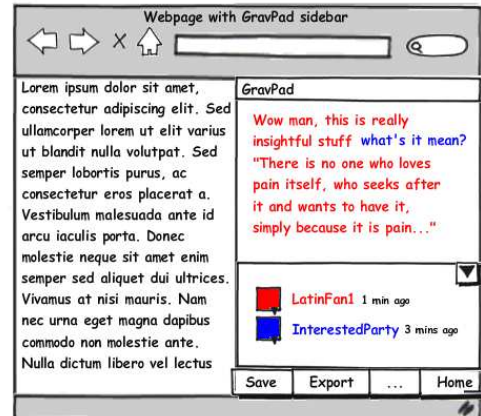 Webpage with GravPad sidebar
Lorem ipsum dolor sit amet,
consectetur adipiscing elit. Sed
ullamcorper lorem ut elit varius
ut blandit nulla volutpat. Sed
semper lobortis purus, ac
consectetur eros placerat a.
Vestibulum malesuada ante id
arcu iaculis porta. Donec
molestie neque sit amet enim
semper sed aliquet dui ultrices.
Vivamus at nisi mauris. Nam
nec urna eget magna dapibus
commodo non molestie ante.
Nulla dictum libero vel lectus
GravPad
Wow man, this is really
insightful stuff what's it mean?
"There is no one who loves
pain itself, who seeks after
it and wants to have it,
simply because it is pain..."
LatinFan1 1 min ago
InterestedParty 3 mins ago
Save Export ... Home